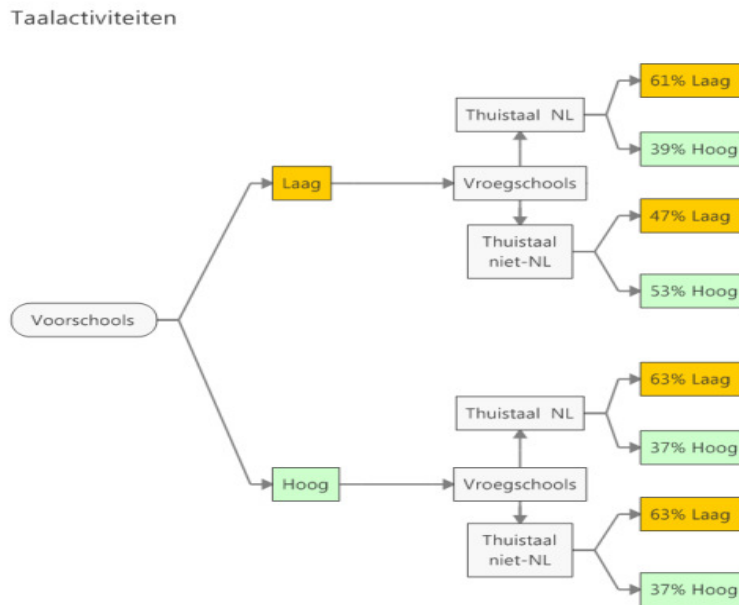 Taalactiviteiten
61% Laag
Thuistaal NL
39% Hoog
Laag
Vroegschools
47% Laag
Thuistaal
niet-NL
53% Hoog
Voorschools
63% Laag
Thuistaal NL
37% Hoog
Hoog
Vroegschools
63% Laag
Thuistaal
niet-NL
37% Hoog